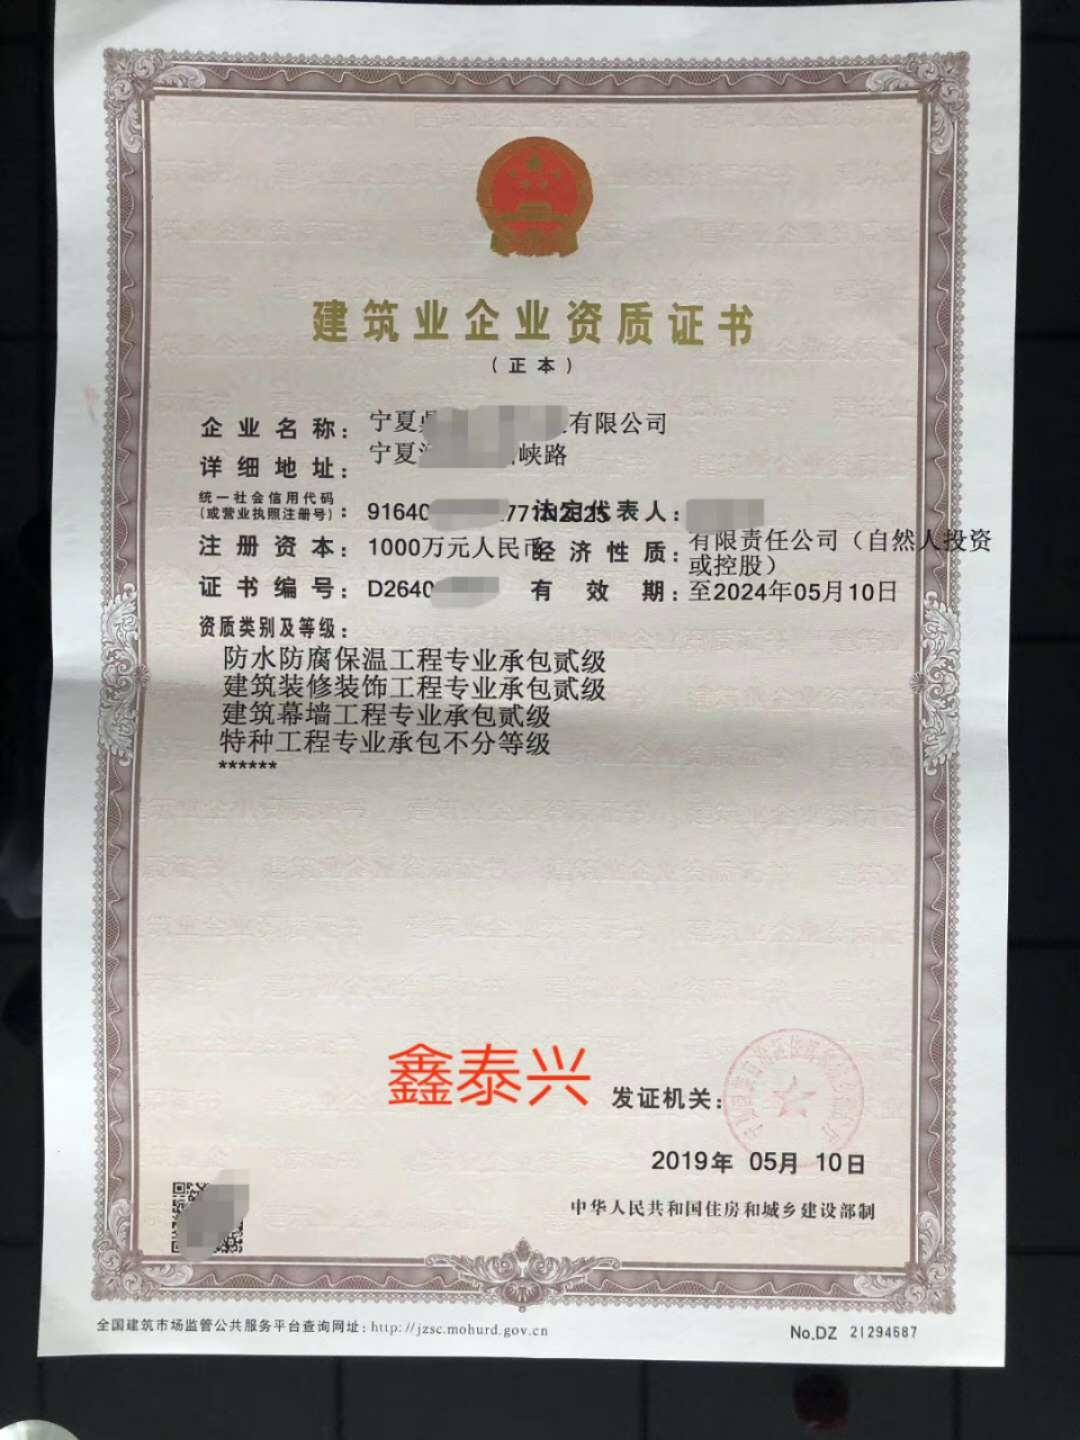 建筑业企业资质证书
（正本）
企业名称：宁夏 有限公司
详细地址：宁夏 峡路
统一社会信用代码
（或营业执照注册号）：91640 法定代表人：
注册资本：1000万元人民币 经济性质：有限责任公司（自然人投资
或控股）
证书编号：D2640 有效期：至2024年05月10日
资质类别及等级：
防水防腐保温工程专业承包贰级
建筑装修装饰工程专业承包贰级
建筑幕墙工程专业承包贰级
特种工程专业承包不分等级
******
鑫泰兴
发证机关：
2019年 05月 10日
中华人民共和国住房和城乡建设部制
全国建筑市场监管公共服务平台查询网址：http://jzsc.mohurd.gov.cn
No.DZ 21294687